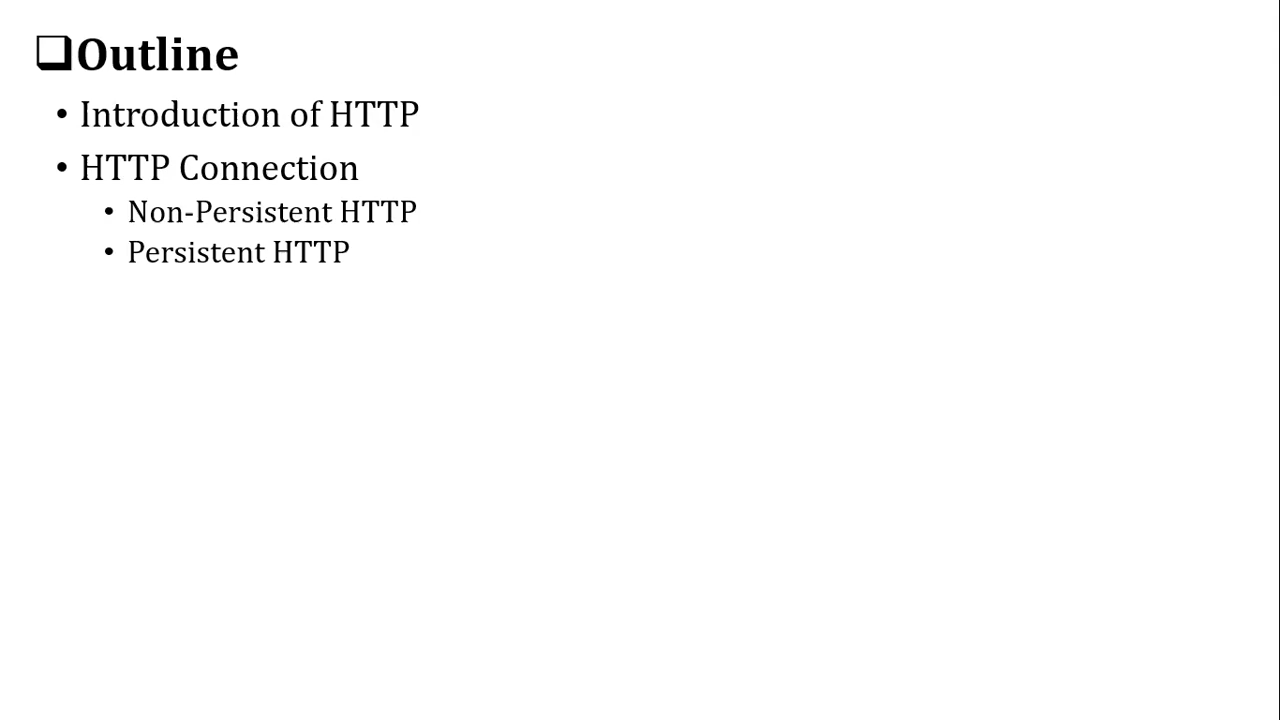 ❑Outline
• Introduction of HTTP
• HTTP Connection
• Non-Persistent HTTP
• Persistent HTTP